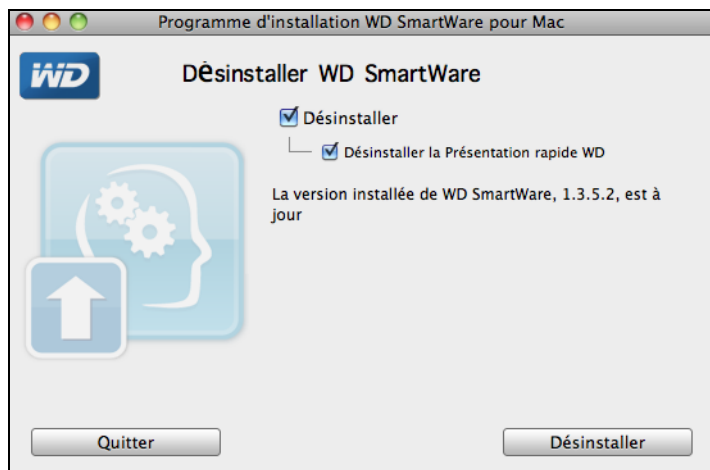 Programme d'installation WD SmartWare pour Mac
WD
Désinstaller WD SmartWare
Désinstaller
Désinstaller la Présentation rapide WD
La version installée de WD SmartWare, 1.3.5.2, est à
jour
Quitter
Désinstaller